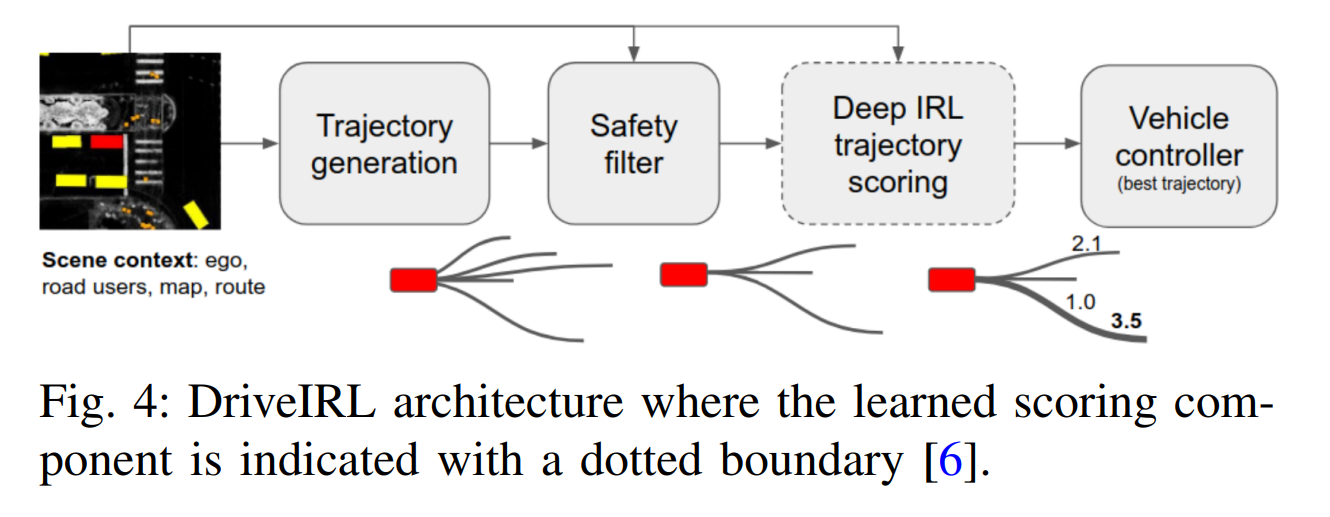 Trajectory
generation
Safety
filter
Deep IRL
trajectory
scoring
Vehicle
controller
(best trajectory)
Scene context: ego,
road users, map, route
2.1
1.0
3.5
Fig. 4: DriveIRL architecture where the learned scoring com-
ponent is indicated with a dotted boundary [6].